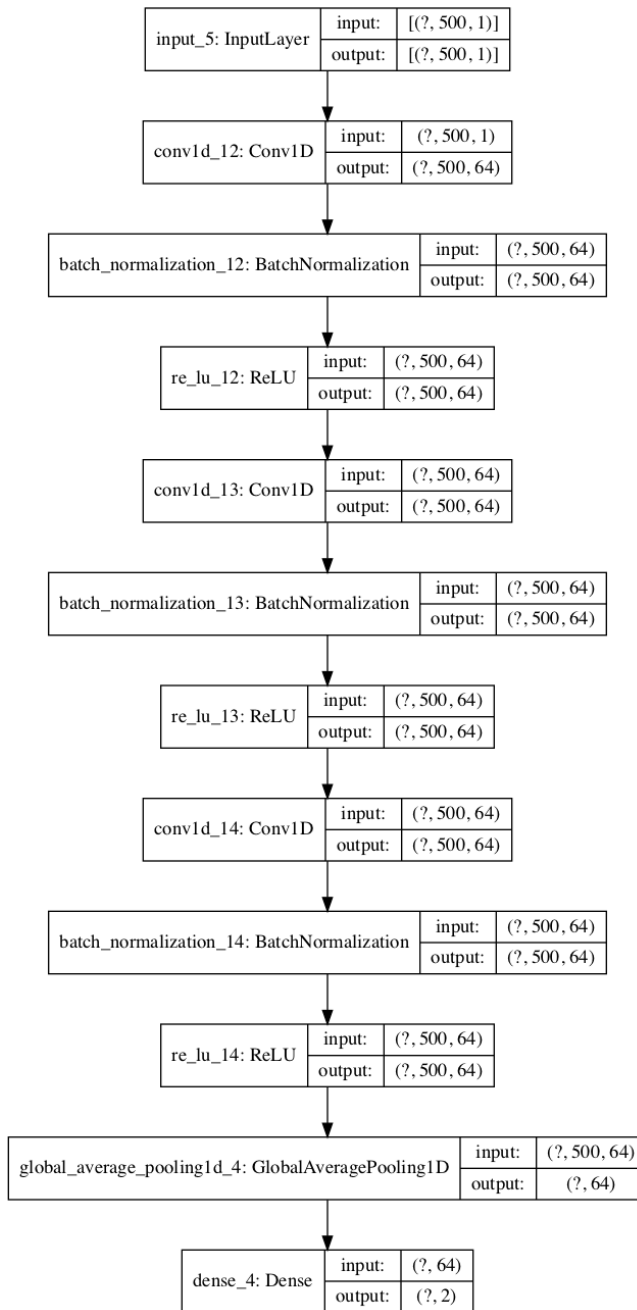 input_5: InputLayer
input: [(?, 500, 1)]
output: [(?, 500, 1)]
conv1d_12: Conv1D
input: (?, 500, 1)
output: (?, 500, 64)
batch_normalization_12: BatchNormalization
input: (?, 500, 64)
output: (?, 500, 64)
re_lu_12: ReLU
input: (?, 500, 64)
output: (?, 500, 64)
conv1d_13: Conv1D
input: (?, 500, 64)
output: (?, 500, 64)
batch_normalization_13: BatchNormalization
input: (?, 500, 64)
output: (?, 500, 64)
re_lu_13: ReLU
input: (?, 500, 64)
output: (?, 500, 64)
conv1d_14: Conv1D
input: (?, 500, 64)
output: (?, 500, 64)
batch_normalization_14: BatchNormalization
input: (?, 500, 64)
output: (?, 500, 64)
re_lu_14: ReLU
input: (?, 500, 64)
output: (?, 500, 64)
global_average_pooling1d_4: GlobalAveragePooling1D
input: (?, 500, 64)
output: (?, 64)
dense_4: Dense
input: (?, 64)
output: (?, 2)